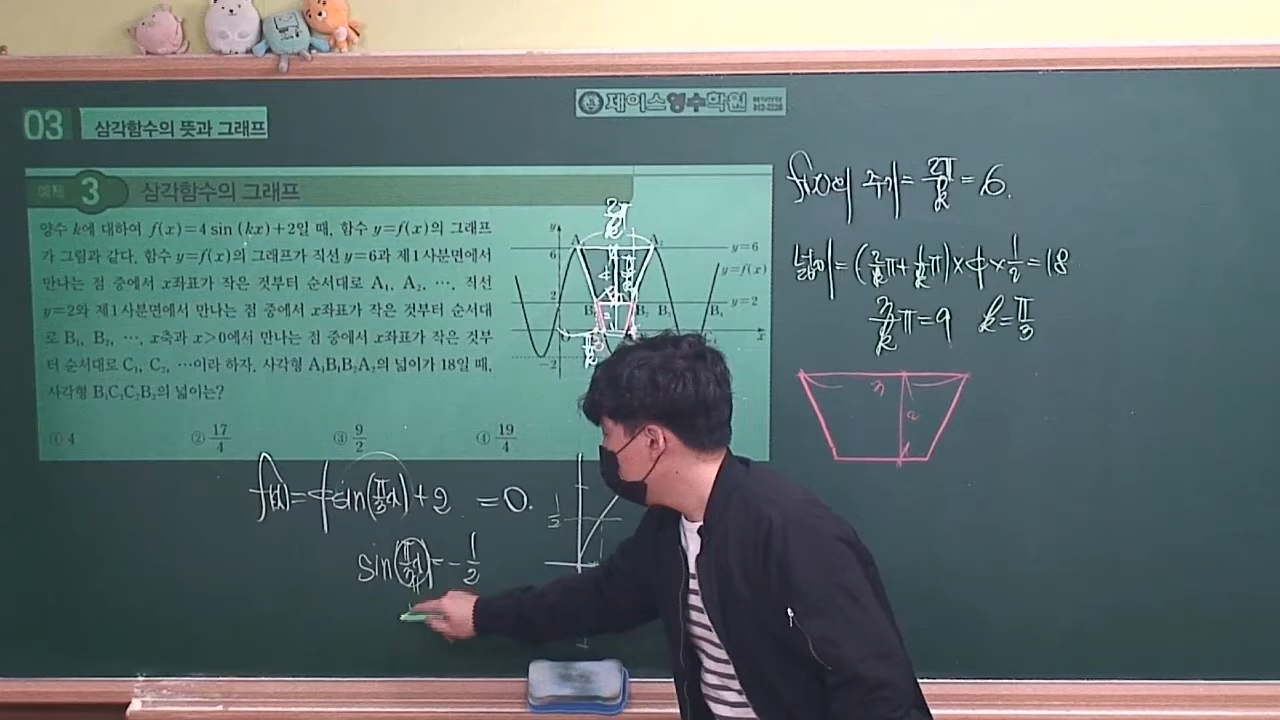 제이스영수학원
03 삼각함수의 뜻과 그래프
예제 3 삼각함수의 그래프
양수 k에 대하여 f(x)=4 sin (kx)+2일 때, 함수 y=f(x)의 그래프
가 그림과 같다. 함수 y=f(x)의 그래프가 직선 y=6과 제1사분면에서
만나는 점 중에서 x좌표가 작은 것부터 순서대로 A₁, A₂, ⋯, 직선
y=2와 제1사분면에서 만나는 점 중에서 x좌표가 작은 것부터 순서대
로 B₁, B₂, ⋯, x축과 x>0에서 만나는 점 중에서 x좌표가 작은 것부
터 순서대로 C₁, C₂, ⋯이라 하자. 사각형 A₁B₁B₂A₂의 넓이가 18일 때,
사각형 B₁C₁C₂B₂의 넓이는?
① 4 ② 17/4 ③ 9/2 ④ 19/4
y
6
y=6
y=f(x)
2
y=2
x
-2
f(x)의 주기= 2π/k = 6.
넓이=(2/k π+1/k π)×4×1/2=18
3/k π=9 k=π/3
3
2
f(x)=4sin(π/3 x)+2 =0.
sin(π/3 x)=-1/2
1/2